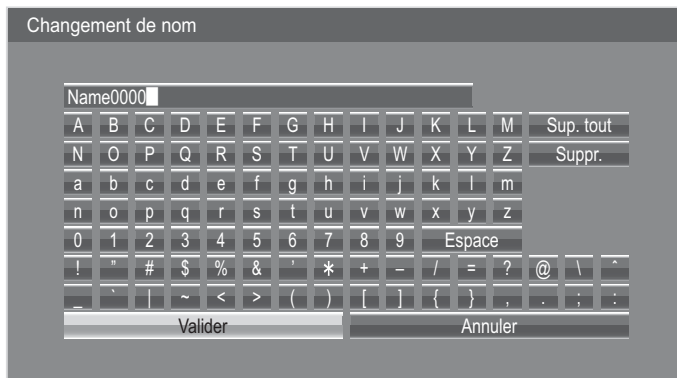 Changement de nom
Name0000
A B C D E F G H I J K L M Sup. tout
N O P Q R S T U V W X Y Z Suppr.
a b c d e f g h i j k l m
n o p q r s t u v w x y z
0 1 2 3 4 5 6 7 8 9 Espace
! " # $ % & ' * + – / = ? @ \ ^
_ ` | ~ < > ( ) [ ] { } , . ; :
Valider Annuler